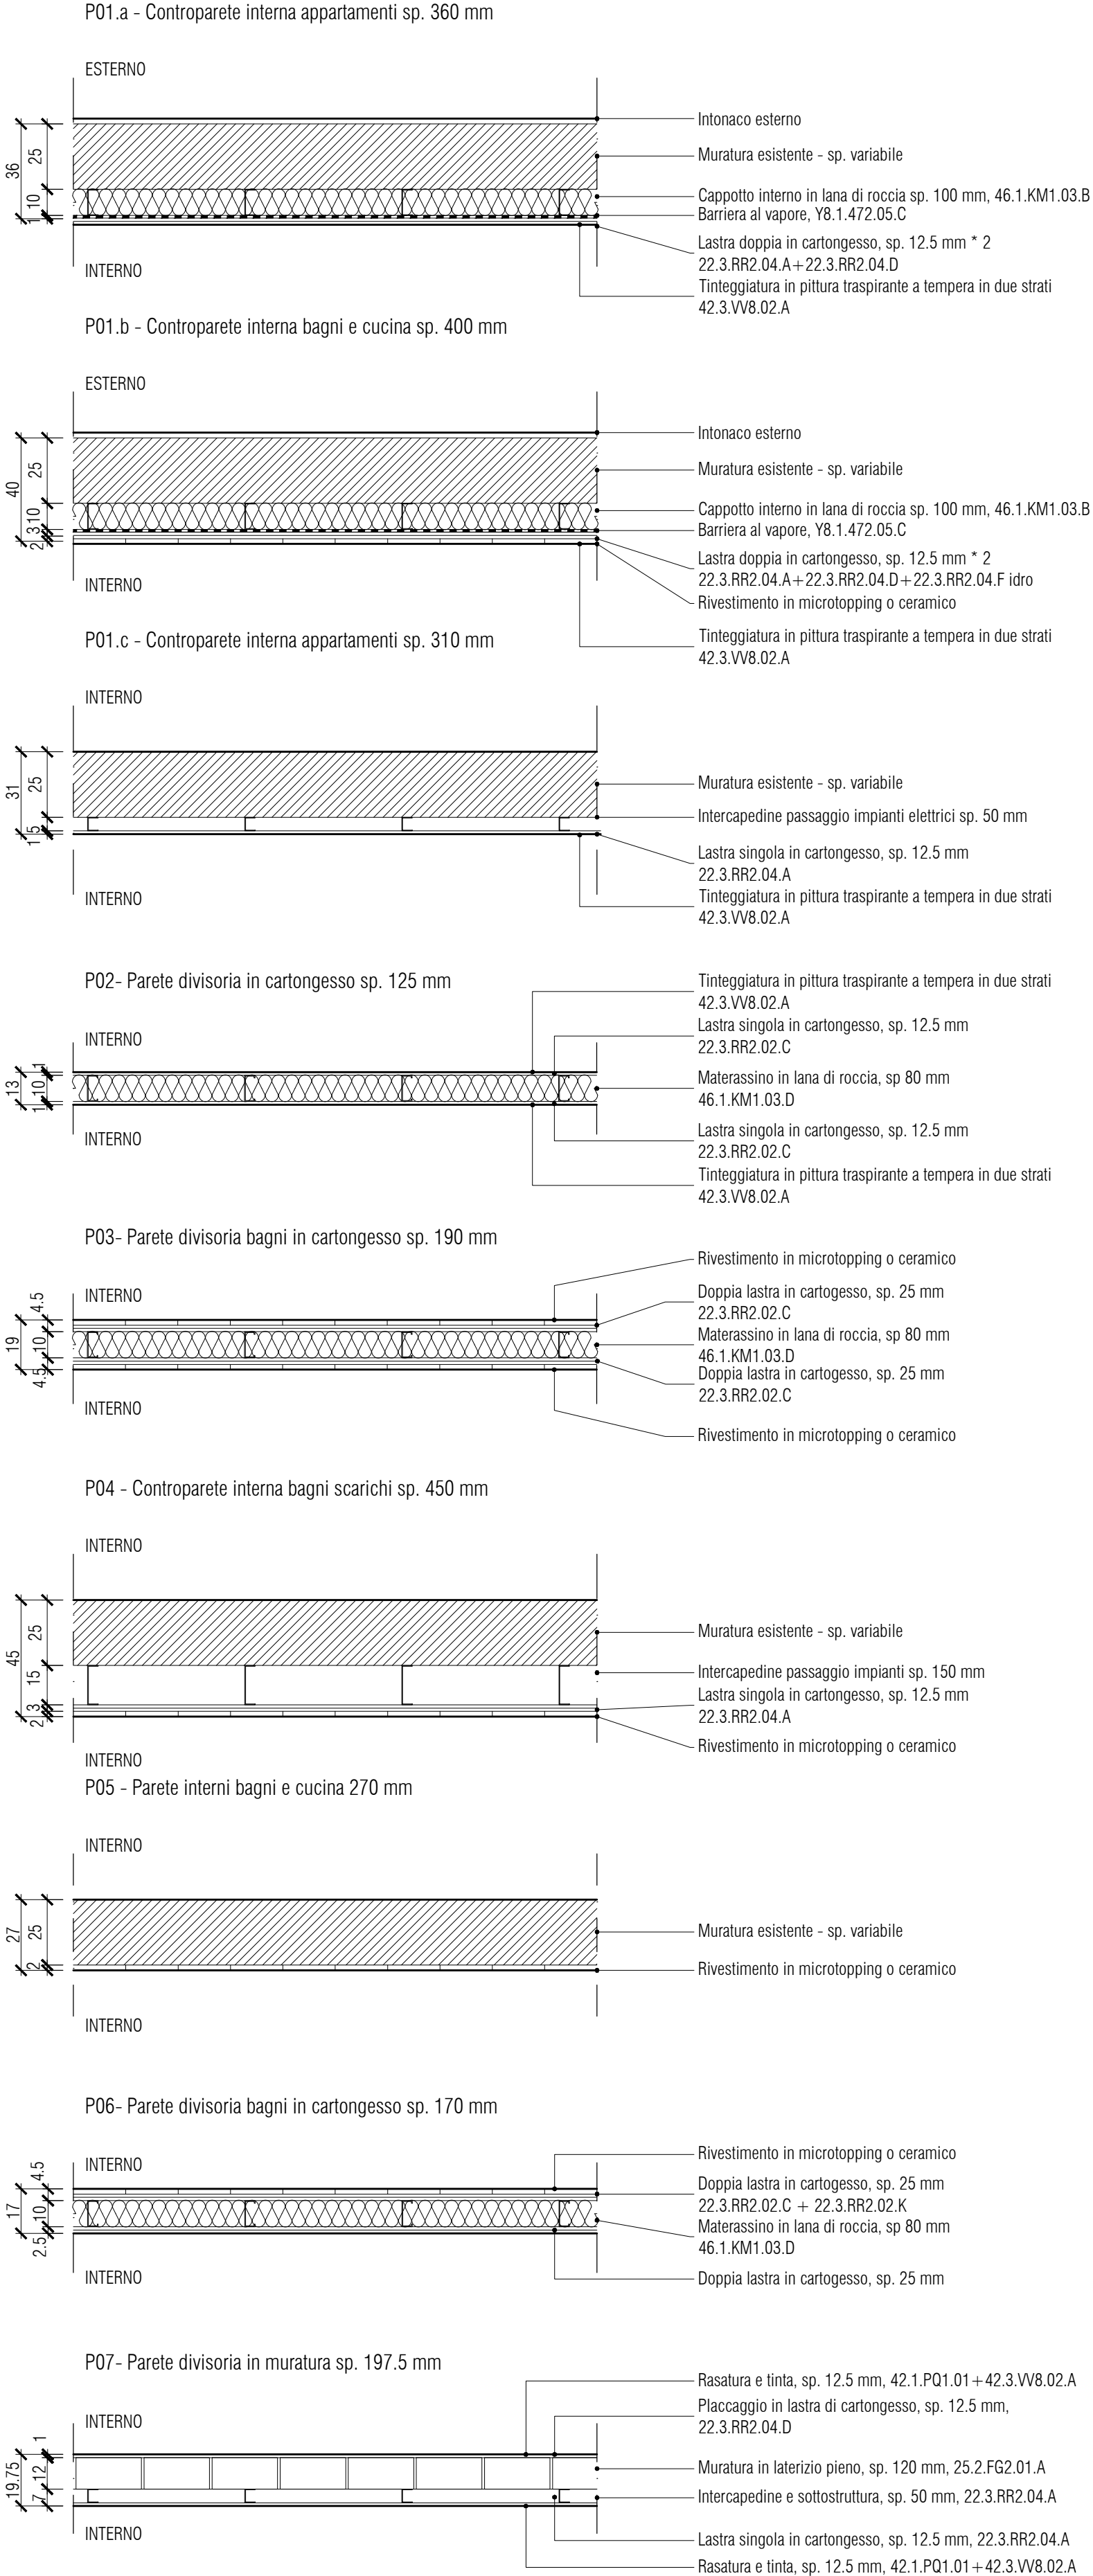 P01.a - Controparete interna appartamenti sp. 360 mm
ESTERNO
36
25
10
1
Intonaco esterno
Muratura esistente - sp. variabile
Cappotto interno in lana di roccia sp. 100 mm, 46.1.KM1.03.B
Barriera al vapore, Y8.1.472.05.C
Lastra doppia in cartongesso, sp. 12.5 mm * 2
22.3.RR2.04.A+22.3.RR2.04.D
Tinteggiatura in pittura traspirante a tempera in due strati
42.3.VV8.02.A
INTERNO
P01.b - Controparete interna bagni e cucina sp. 400 mm
ESTERNO
40
25
10
3
2
Intonaco esterno
Muratura esistente - sp. variabile
Cappotto interno in lana di roccia sp. 100 mm, 46.1.KM1.03.B
Barriera al vapore, Y8.1.472.05.C
Lastra doppia in cartongesso, sp. 12.5 mm * 2
22.3.RR2.04.A+22.3.RR2.04.D+22.3.RR2.04.F idro
Rivestimento in microtopping o ceramico
Tinteggiatura in pittura traspirante a tempera in due strati
42.3.VV8.02.A
INTERNO
P01.c - Controparete interna appartamenti sp. 310 mm
INTERNO
31
25
5
1
Muratura esistente - sp. variabile
Intercapedine passaggio impianti elettrici sp. 50 mm
Lastra singola in cartongesso, sp. 12.5 mm
22.3.RR2.04.A
Tinteggiatura in pittura traspirante a tempera in due strati
42.3.VV8.02.A
INTERNO
P02- Parete divisoria in cartongesso sp. 125 mm
INTERNO
13
1
10
1
Tinteggiatura in pittura traspirante a tempera in due strati
42.3.VV8.02.A
Lastra singola in cartongesso, sp. 12.5 mm
22.3.RR2.02.C
Materassino in lana di roccia, sp 80 mm
46.1.KM1.03.D
Lastra singola in cartongesso, sp. 12.5 mm
22.3.RR2.02.C
Tinteggiatura in pittura traspirante a tempera in due strati
42.3.VV8.02.A
INTERNO
P03- Parete divisoria bagni in cartongesso sp. 190 mm
INTERNO
19
4.5
10
4.5
Rivestimento in microtopping o ceramico
Doppia lastra in cartogesso, sp. 25 mm
22.3.RR2.02.C
Materassino in lana di roccia, sp 80 mm
46.1.KM1.03.D
Doppia lastra in cartogesso, sp. 25 mm
22.3.RR2.02.C
Rivestimento in microtopping o ceramico
INTERNO
P04 - Controparete interna bagni scarichi sp. 450 mm
INTERNO
45
25
15
3
2
Muratura esistente - sp. variabile
Intercapedine passaggio impianti sp. 150 mm
Lastra singola in cartongesso, sp. 12.5 mm
22.3.RR2.04.A
Rivestimento in microtopping o ceramico
INTERNO
P05 - Parete interni bagni e cucina 270 mm
INTERNO
27
25
2
Muratura esistente - sp. variabile
Rivestimento in microtopping o ceramico
INTERNO
P06- Parete divisoria bagni in cartongesso sp. 170 mm
INTERNO
17
4.5
10
2.5
Rivestimento in microtopping o ceramico
Doppia lastra in cartogesso, sp. 25 mm
22.3.RR2.02.C + 22.3.RR2.02.K
Materassino in lana di roccia, sp 80 mm
46.1.KM1.03.D
Doppia lastra in cartogesso, sp. 25 mm
INTERNO
P07- Parete divisoria in muratura sp. 197.5 mm
INTERNO
19.75
1
12
7
Rasatura e tinta, sp. 12.5 mm, 42.1.PQ1.01+42.3.VV8.02.A
Placcaggio in lastra di cartongesso, sp. 12.5 mm,
22.3.RR2.04.D
Muratura in laterizio pieno, sp. 120 mm, 25.2.FG2.01.A
Intercapedine e sottostruttura, sp. 50 mm, 22.3.RR2.04.A
Lastra singola in cartongesso, sp. 12.5 mm, 22.3.RR2.04.A
Rasatura e tinta, sp. 12.5 mm, 42.1.PQ1.01+42.3.VV8.02.A
INTERNO